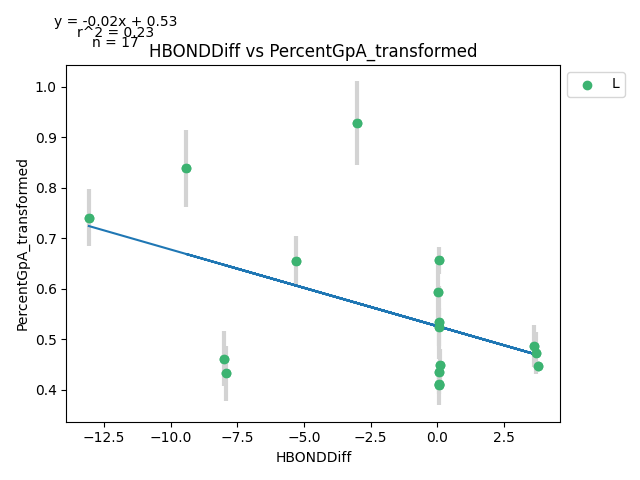 y = -0.02x + 0.53
r^2 = 0.23
n = 17
HBONDDiff vs PercentGpA_transformed
L
PercentGpA_transformed
1.0
0.9
0.8
0.7
0.6
0.5
0.4
−12.5 −10.0 −7.5 −5.0 −2.5 0.0 2.5
HBONDDiff